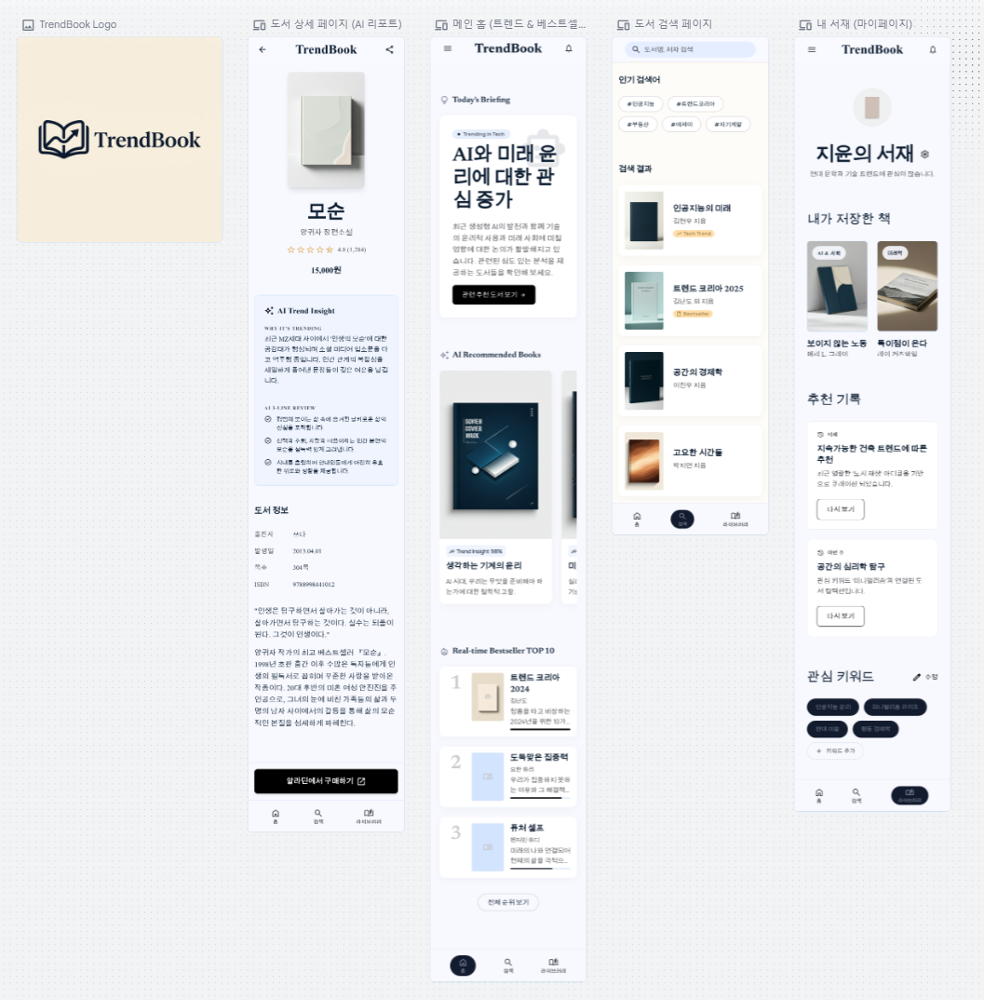 TrendBook Logo
TrendBook
도서 상세 페이지 (AI 리포트)
TrendBook
모순
양귀자 장편소설
4.8 (1,284)
15,000원
AI Trend Insight
WHY IT'S TRENDING
최근 MZ세대 사이에서 '인생의 모순'에 대한
공감대가 형성되며 소셜 미디어 입소문을 타
고 역주행 중입니다. 인간 관계의 복잡성을
세밀하게 풀어낸 문장들이 깊은 여운을 남깁
니다.
AI 3-LINE REVIEW
도서 정보
출판사 쓰다
발행일 2013.04.01
쪽수 304쪽
ISBN 9788998441012
"인생은 탐구하면서 살아가는 것이 아니라,
살아가면서 탐구하는 것이다. 실수는 되풀이
된다. 그것이 인생이다."
양귀자 작가의 최고 베스트셀러 『모순』.
1998년 초판 출간 이후 수많은 독자들에게 인
생의 필독서로 꼽히며 꾸준한 사랑을 받아온
작품이다. 20대 후반의 미혼 여성 안진진을 주
인공으로, 그녀의 눈에 비친 가족들의 삶과 두
명의 남자 사이에서의 갈등을 통해 삶의 모순
적인 본질을 섬세하게 파헤친다.
알라딘에서 구매하기
홈 검색 라이브러리
메인 홈 (트렌드 & 베스트셀...
TrendBook
Today's Briefing
Trending in Tech
AI와 미래 윤
리에 대한 관
심 증가
최근 생성형 AI의 발전과 함께 기술
의 윤리적 사용과 미래 사회에 미칠
영향에 대한 논의가 활발해지고 있
습니다. 관련된 심도 있는 분석을 제
공하는 도서들을 확인해 보세요.
관련 추천 도서 보기 →
AI Recommended Books
Trend Insight 98%
생각하는 기계의 윤리
AI 시대, 우리는 무엇을 준비해야 하
는가에 대한 철학적 고찰.
Real-time Bestseller TOP 10
1
트렌드 코리아
2024
김난도
청룡을 타고 비상하는
2024년을 위한 10가...
2
도둑맞은 집중력
요한 하리
우리가 집중하지 못하
는 이유와 그 해결책...
3
퓨처 셀프
벤저민 하디
미래의 나와 연결되어
현재의 삶을 극적으...
전체 순위 보기
홈 검색 라이브러리
도서 검색 페이지
도서명, 저자 검색
인기 검색어
#인공지능 #트렌드코리아
#부동산 #에세이 #자기계발
검색 결과
인공지능의 미래
김현우 지음
Tech Trend
트렌드 코리아 2025
김난도 외 지음
Bestseller
공간의 경제학
이진우 지음
고요한 시간들
박지연 지음
홈 검색 라이브러리
내 서재 (마이페이지)
TrendBook
지윤의 서재
현대 문학과 기술 트렌드에 관심이 많습니다.
내가 저장한 책
AI & 사회
미래학
보이지 않는 노동
메리 L. 그레이
특이점이 온다
레이 커즈와일
추천 기록
어제
지속가능한 건축 트렌드에 따른
추천
최근 열람한 '도시 재생' 아티클을 기반
으로 큐레이션 되었습니다.
다시 보기
공간의 심리학 탐구
관심 키워드 '미니멀리즘'과 연결된 도
서 컬렉션입니다.
다시 보기
관심 키워드
수정
인공지능 윤리
미니멀리즘 라이프
현대 미술
행동 경제학
+ 키워드 추가
홈 검색 라이브러리